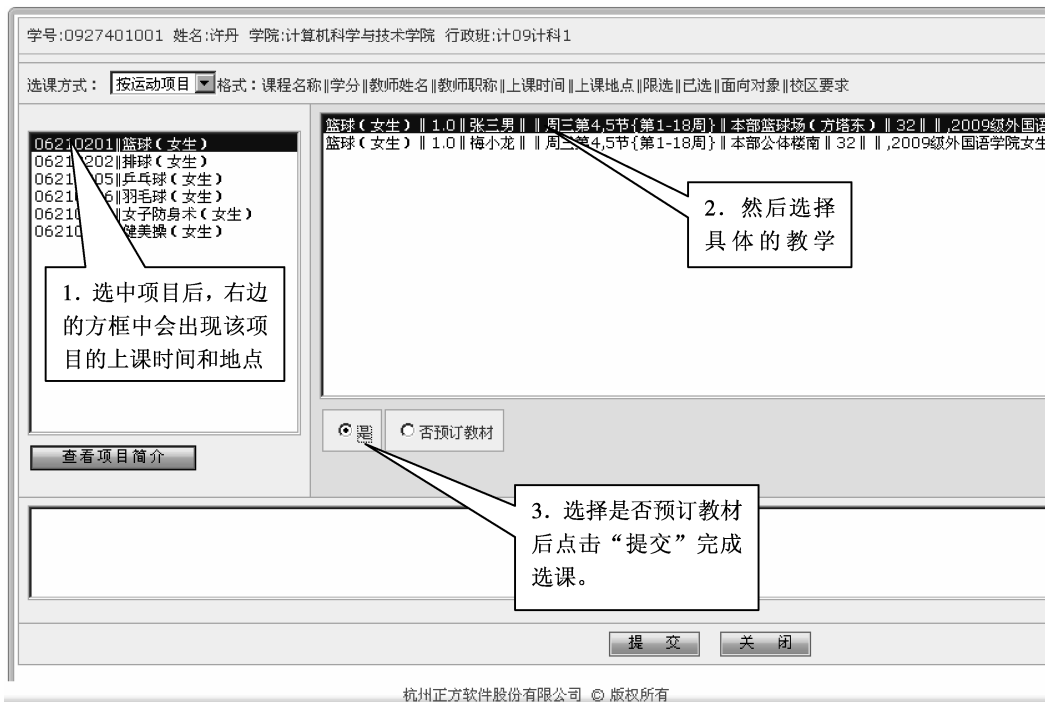 学号:0927401001 姓名:许丹 学院:计算机科学与技术学院 行政班:计09计科1
选课方式： 按运动项目 格式：课程名称‖学分‖教师姓名‖教师职称‖上课时间‖上课地点‖限选‖已选‖面向对象‖校区要求
06210201‖篮球(女生)
06210202‖排球(女生)
0621 05‖乒乓球(女生)
0621 6‖羽毛球(女生)
06210 ‖女子防身术(女生)
06210 健美操(女生)
篮球(女生)‖1.0‖张三男‖‖周三第4,5节{第1-18周}‖本部篮球场(方塔东)‖32‖‖,2009级外国语
篮球(女生)‖1.0‖梅小龙‖‖周三第4,5节{第1-18周}‖本部公体楼南‖32‖‖,2009级外国语学院女生
1. 选中项目后，右边
的方框中会出现该项
目的上课时间和地点
2. 然后选择
具体的教学
查看项目简介
是 否预订教材
3. 选择是否预订教材
后点击“提交”完成
选课。
提 交 关 闭
杭州正方软件股份有限公司 © 版权所有